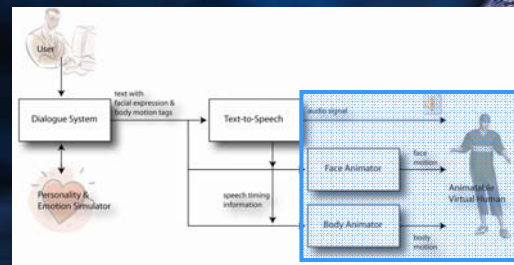 User
text with
facial expression &
body motion tags
Dialogue System
Text-to-Speech
audio signal
Face Animator
face
motion
Animatable
Virtual Human
Personality &
Emotion Simulator
speech timing
information
Body Animator
body
motion